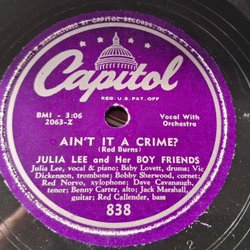 Capitol
REG. U.S. PAT. OFF.
BMI - 3:06
2063-Z
Vocal With
Orchestra
AIN'T IT A CRIME?
(Red Burns)
JULIA LEE and Her BOY FRIENDS
Julia Lee, vocal & piano; Baby Lovett, drums; Vic
Dickenson, trombone; Bobby Sherwood, cornet;
Red Norvo, xylophone; Dave Cavanaugh,
tenor; Benny Carter, alto; Jack Marshall,
guitar; Red Callender, bass
838